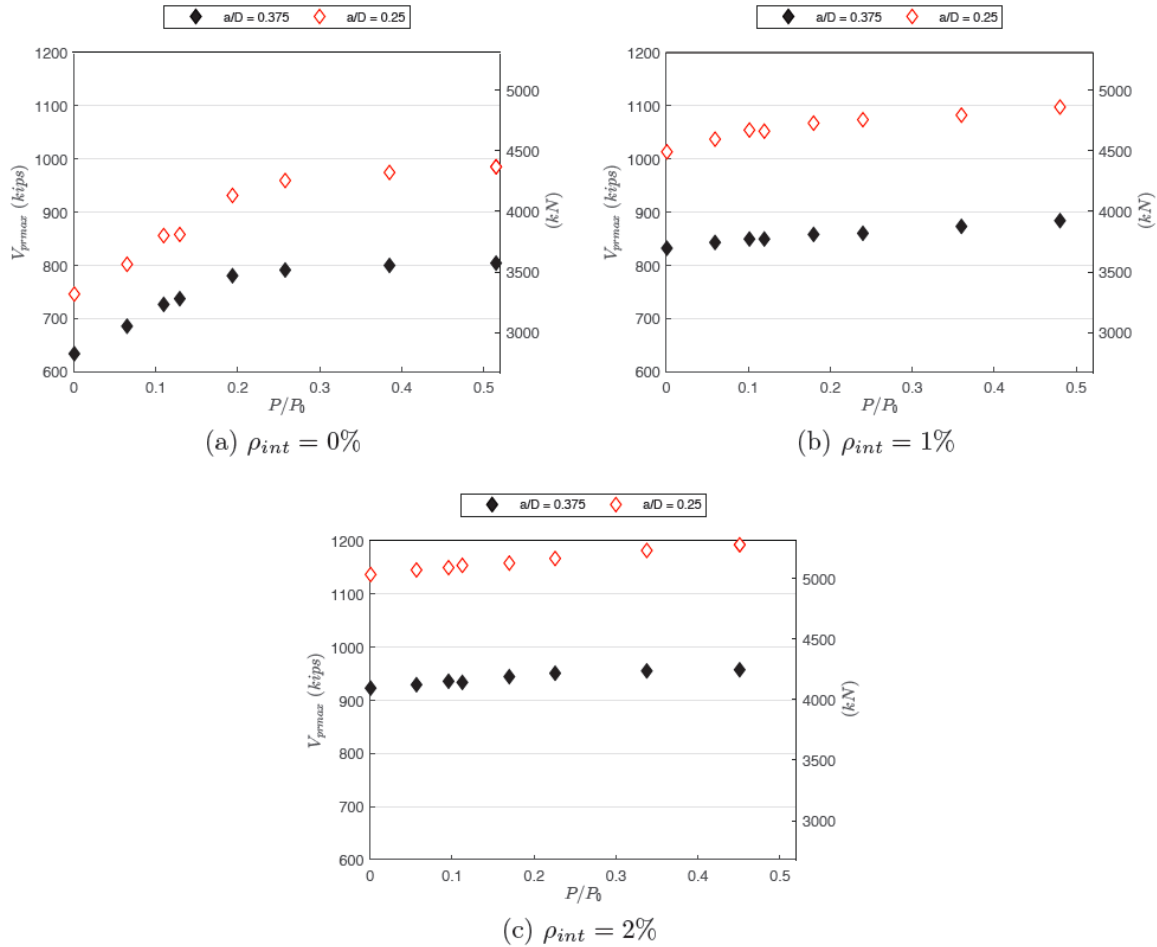 a/D = 0.375 a/D = 0.25
a/D = 0.375 a/D = 0.25
1200
1100
1000
900
800
700
600
V_prmax (kips)
5000
4500
4000
3500
3000
(kN)
0 0.1 0.2 0.3 0.4 0.5
P/P₀
(a) ρ_int = 0%
1200
1100
1000
900
800
700
600
V_prmax (kips)
5000
4500
4000
3500
3000
(kN)
0 0.1 0.2 0.3 0.4 0.5
P/P₀
(b) ρ_int = 1%
a/D = 0.375 a/D = 0.25
1200
1100
1000
900
800
700
600
V_prmax (kips)
5000
4500
4000
3500
3000
(kN)
0 0.1 0.2 0.3 0.4 0.5
P/P₀
(c) ρ_int = 2%